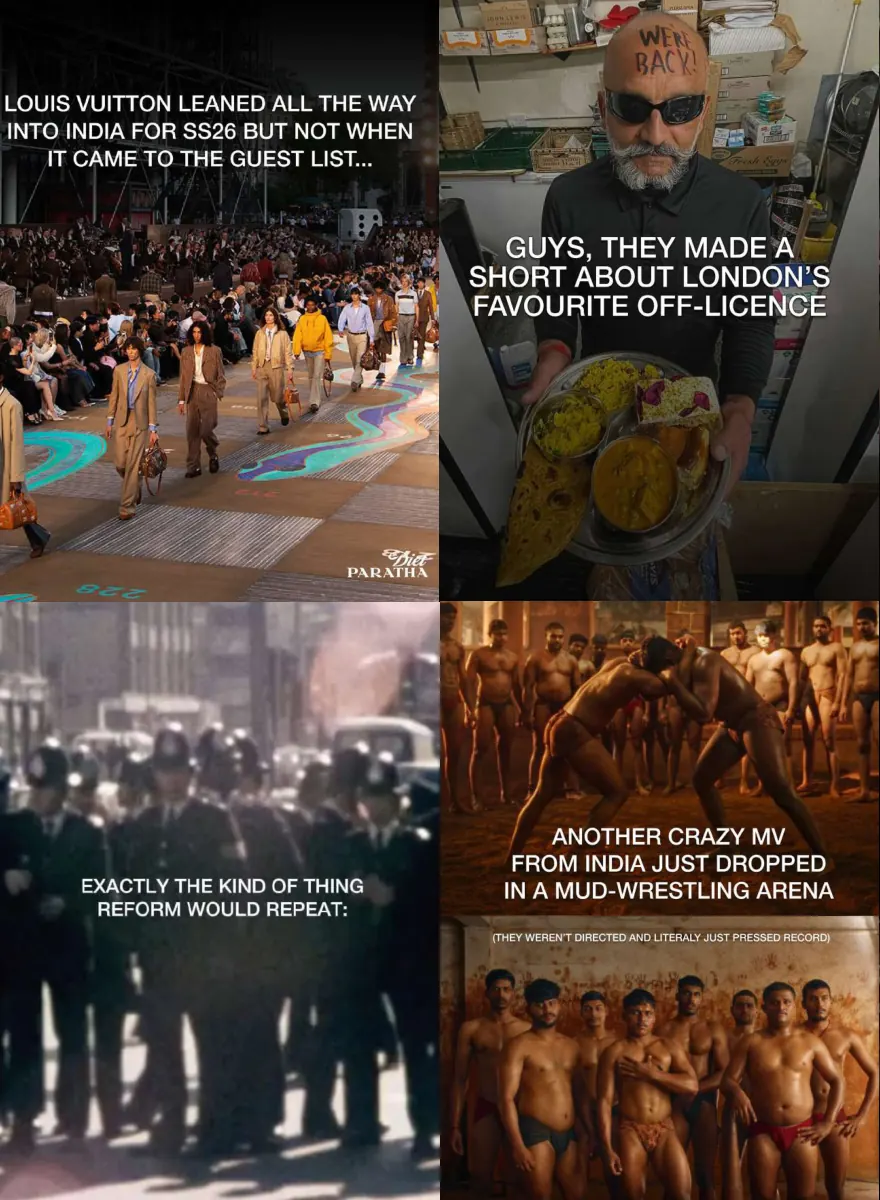 LOUIS VUITTON LEANED ALL THE WAY
INTO INDIA FOR SS26 BUT NOT WHEN
IT CAME TO THE GUEST LIST...
Diet
PARATHA
WERE
BACK!
Fresh Eggs
GUYS, THEY MADE A
SHORT ABOUT LONDON'S
FAVOURITE OFF-LICENCE
EXACTLY THE KIND OF THING
REFORM WOULD REPEAT:
ANOTHER CRAZY MV
FROM INDIA JUST DROPPED
IN A MUD-WRESTLING ARENA
(THEY WEREN'T DIRECTED AND LITERALY JUST PRESSED RECORD)